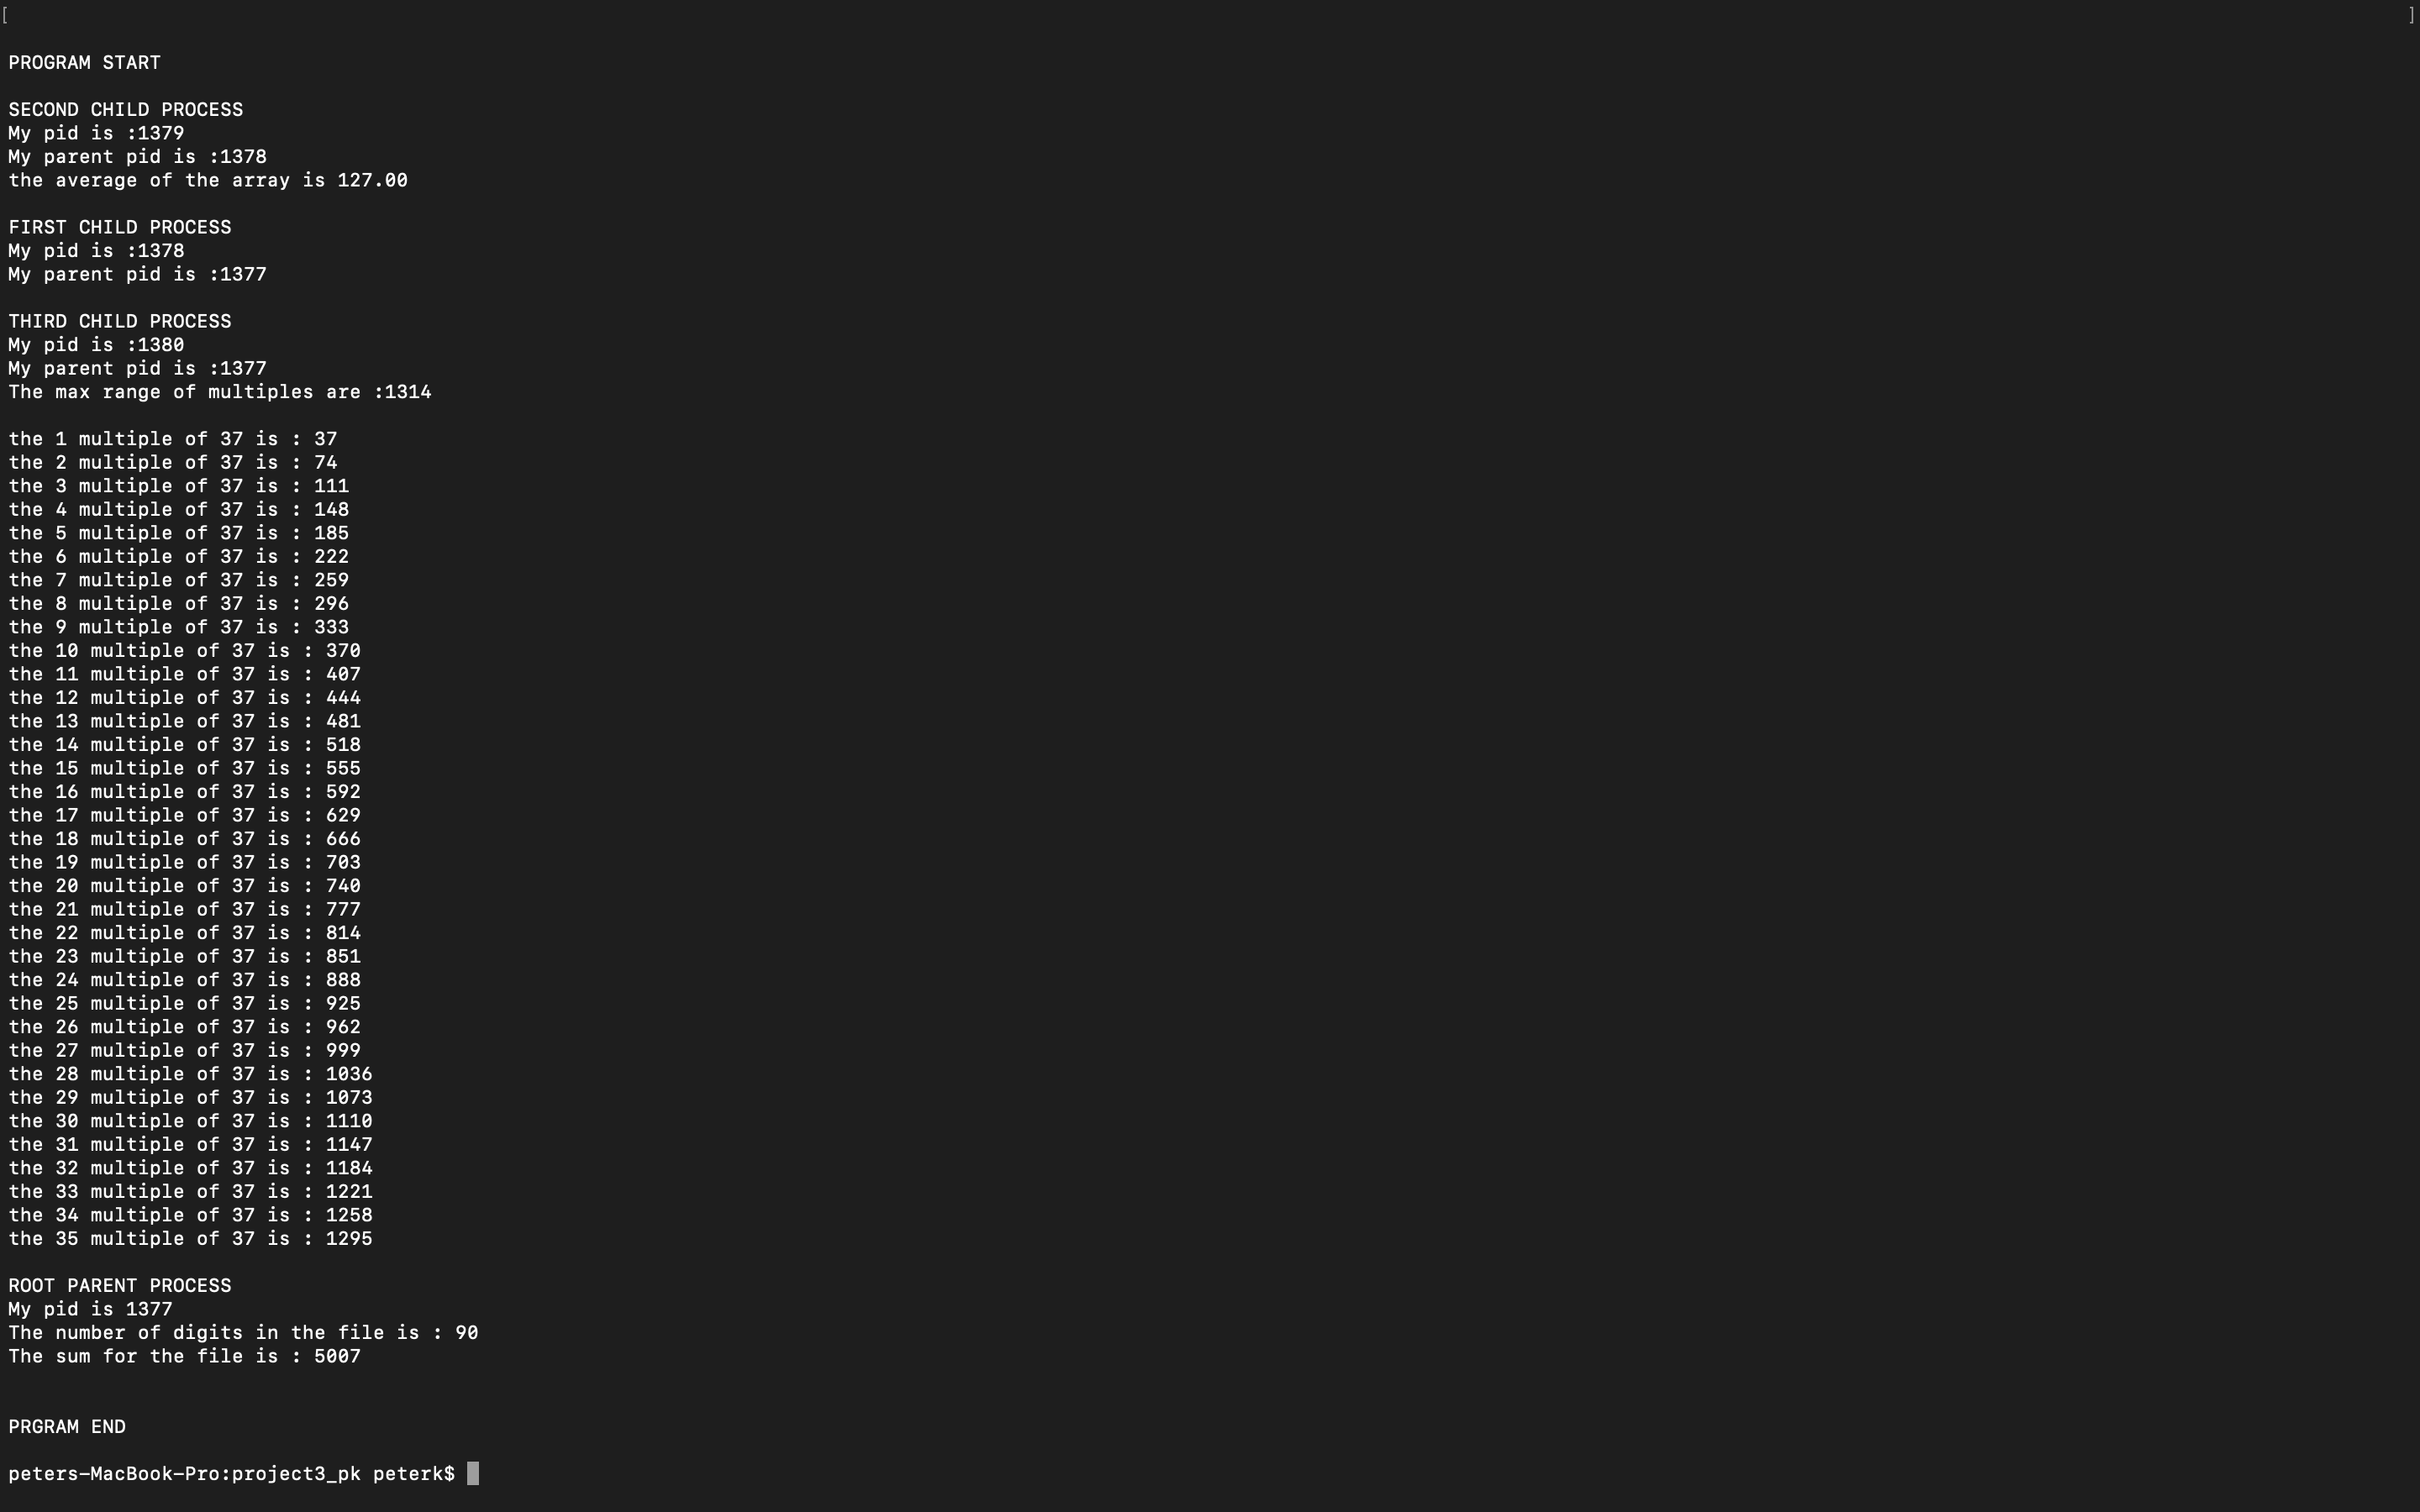 [ ]
PROGRAM START
SECOND CHILD PROCESS
My pid is :1379
My parent pid is :1378
the average of the array is 127.00
FIRST CHILD PROCESS
My pid is :1378
My parent pid is :1377
THIRD CHILD PROCESS
My pid is :1380
My parent pid is :1377
The max range of multiples are :1314
the 1 multiple of 37 is : 37
the 2 multiple of 37 is : 74
the 3 multiple of 37 is : 111
the 4 multiple of 37 is : 148
the 5 multiple of 37 is : 185
the 6 multiple of 37 is : 222
the 7 multiple of 37 is : 259
the 8 multiple of 37 is : 296
the 9 multiple of 37 is : 333
the 10 multiple of 37 is : 370
the 11 multiple of 37 is : 407
the 12 multiple of 37 is : 444
the 13 multiple of 37 is : 481
the 14 multiple of 37 is : 518
the 15 multiple of 37 is : 555
the 16 multiple of 37 is : 592
the 17 multiple of 37 is : 629
the 18 multiple of 37 is : 666
the 19 multiple of 37 is : 703
the 20 multiple of 37 is : 740
the 21 multiple of 37 is : 777
the 22 multiple of 37 is : 814
the 23 multiple of 37 is : 851
the 24 multiple of 37 is : 888
the 25 multiple of 37 is : 925
the 26 multiple of 37 is : 962
the 27 multiple of 37 is : 999
the 28 multiple of 37 is : 1036
the 29 multiple of 37 is : 1073
the 30 multiple of 37 is : 1110
the 31 multiple of 37 is : 1147
the 32 multiple of 37 is : 1184
the 33 multiple of 37 is : 1221
the 34 multiple of 37 is : 1258
the 35 multiple of 37 is : 1295
ROOT PARENT PROCESS
My pid is 1377
The number of digits in the file is : 90
The sum for the file is : 5007
PRGRAM END
peters-MacBook-Pro:project3_pk peterk$